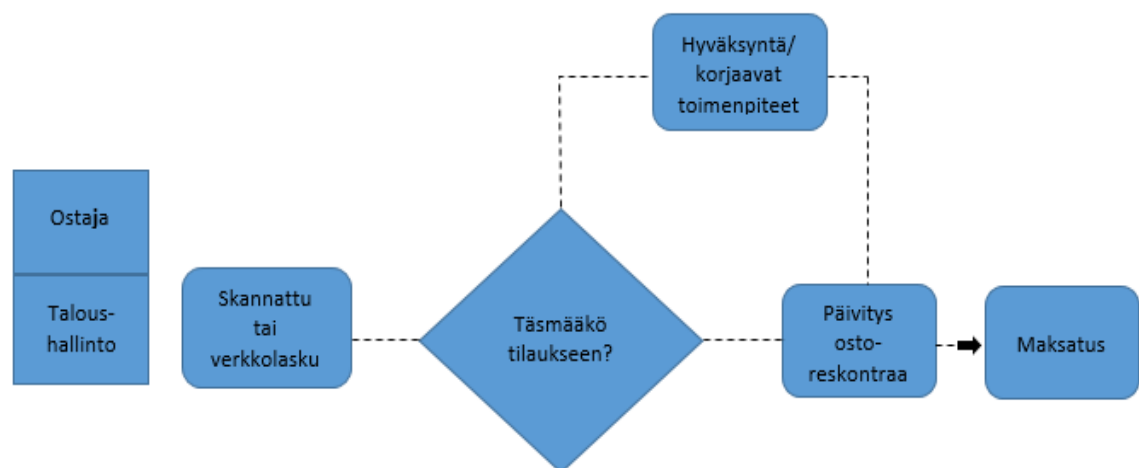 Hyväksyntä/
korjaavat
toimenpiteet
Ostaja
Talous-
hallinto
Skannattu
tai
verkkolasku
Täsmääkö
tilaukseen?
Päivitys
osto-
reskontraa
Maksatus